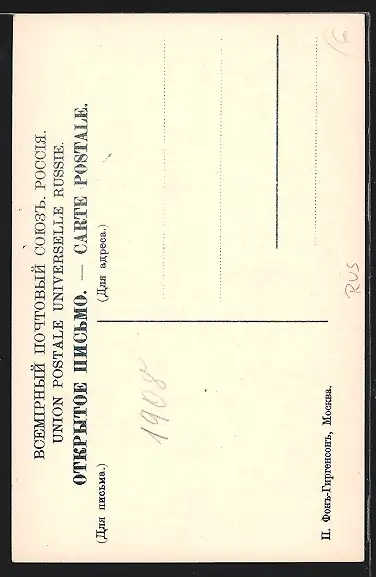 ВСЕМІРНЫЙ ПОЧТОВЫЙ СОЮЗЪ. РОССІЯ.
UNION POSTALE UNIVERSELLE RUSSIE.
ОТКРЫТОЕ ПИСЬМО. — CARTE POSTALE.
(Для письма.)
(Для адреса.)
1908
RUS
6
П. Фонъ-Гиргенсонъ, Москва.